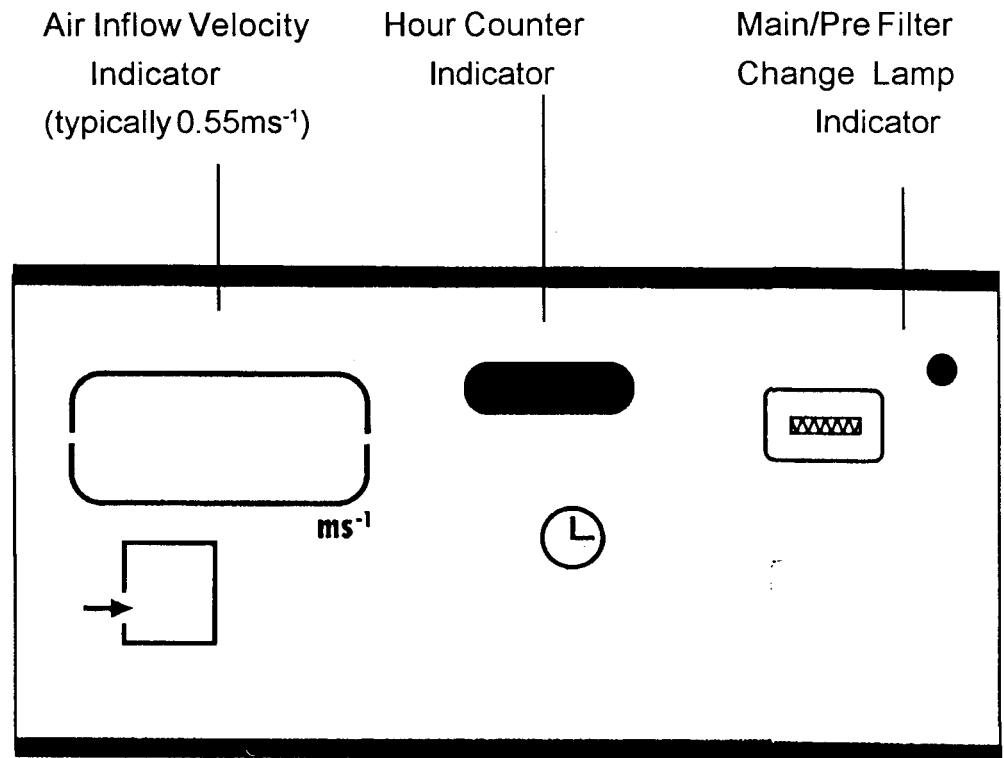 Air Inflow Velocity
Indicator
(typically 0.55ms⁻¹)
Hour Counter
Indicator
Main/Pre Filter
Change Lamp
Indicator
ms⁻¹